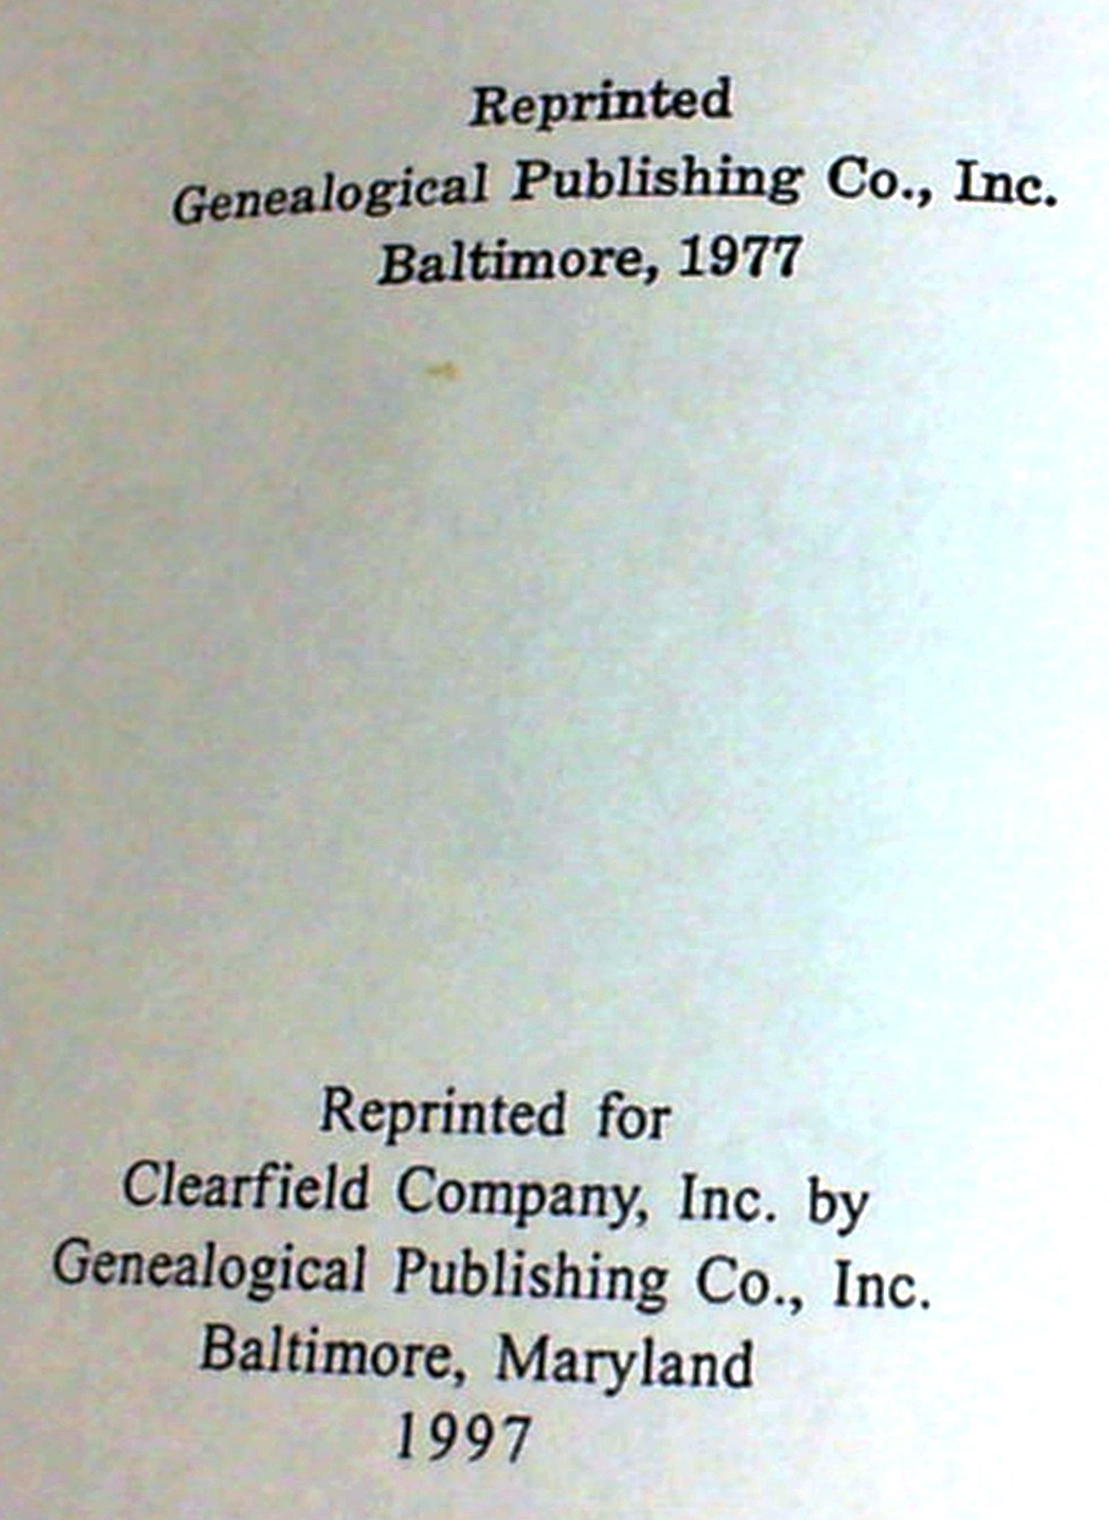 Reprinted
Genealogical Publishing Co., Inc.
Baltimore, 1977
Reprinted for
Clearfield Company, Inc. by
Genealogical Publishing Co., Inc.
Baltimore, Maryland
1997